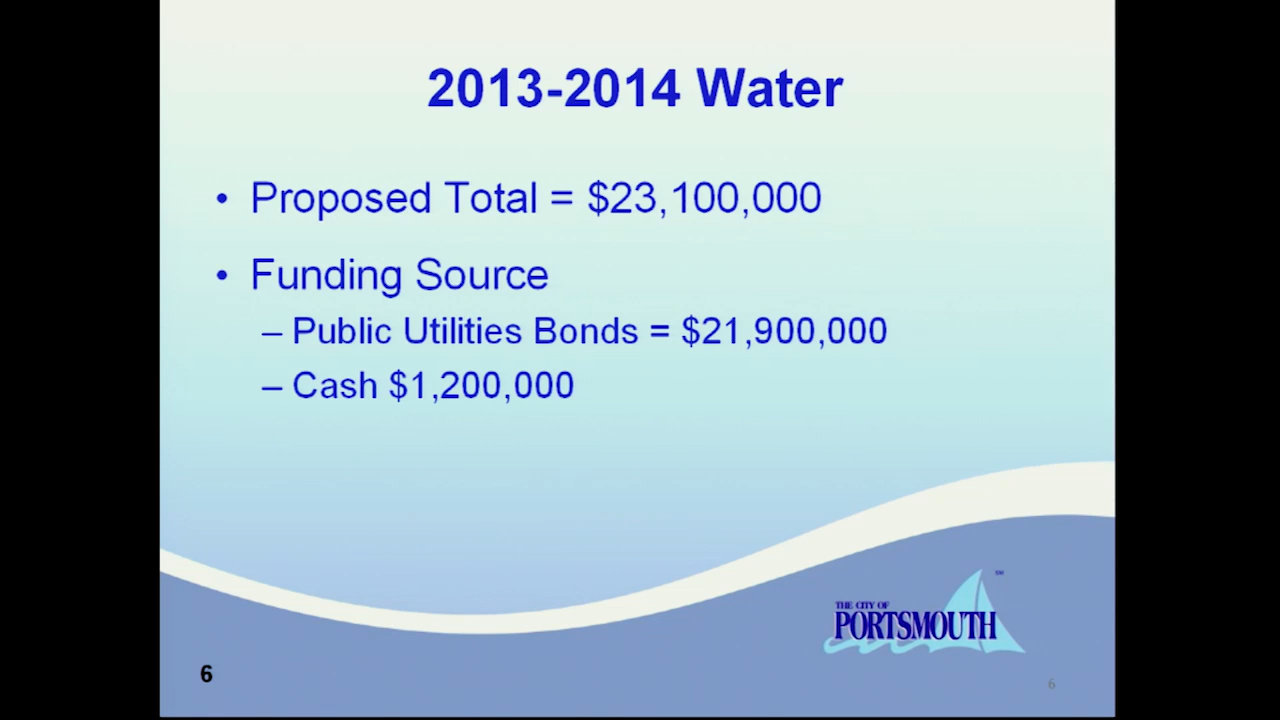 2013-2014 Water
• Proposed Total = $23,100,000
• Funding Source
– Public Utilities Bonds = $21,900,000
– Cash $1,200,000
THE CITY OF
PORTSMOUTH
SM
6
6